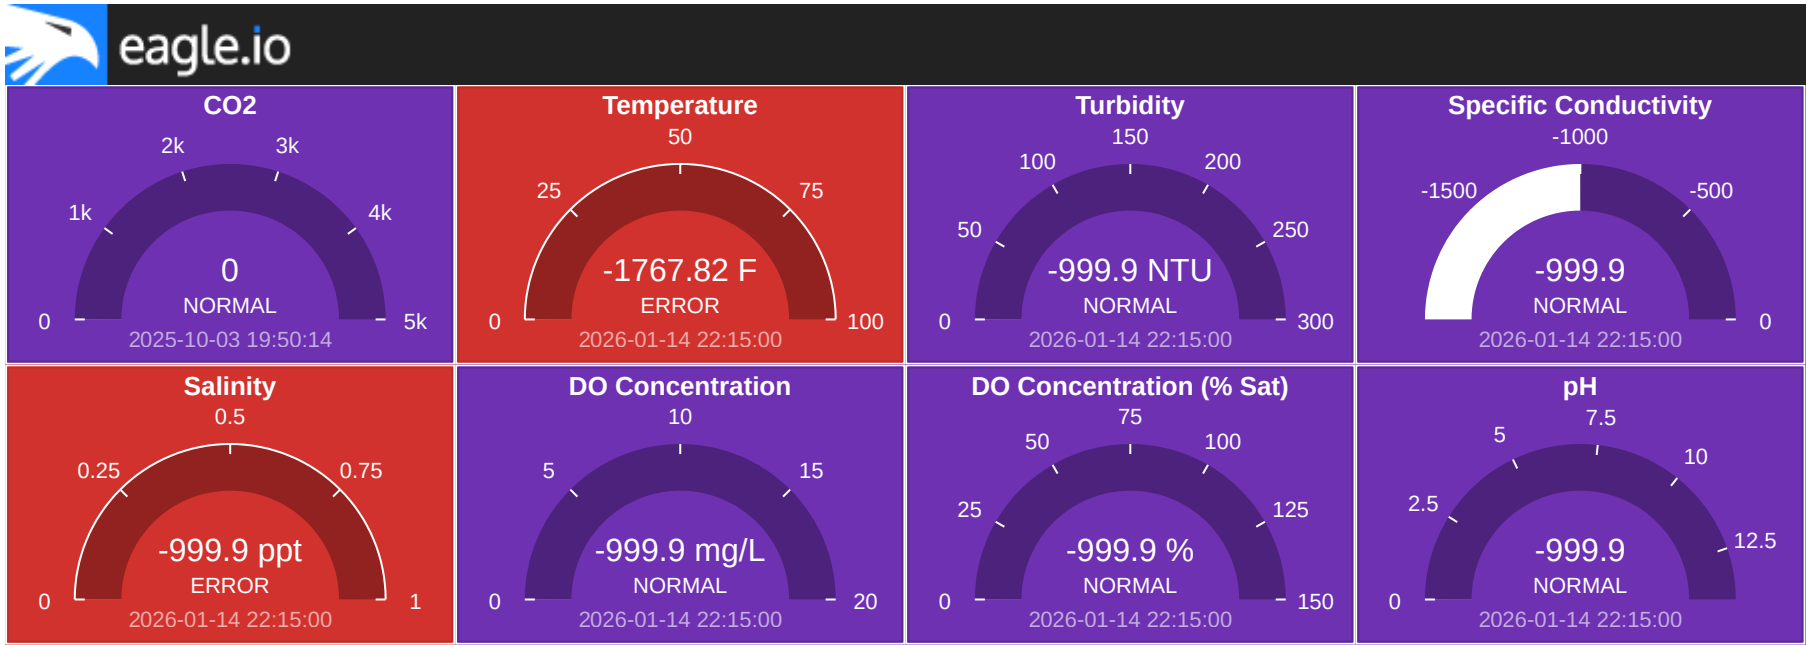 eagle.io
CO2
0
1k
2k
3k
4k
5k
0
NORMAL
2025-10-03 19:50:14
Temperature
0
25
50
75
100
-1767.82 F
ERROR
2026-01-14 22:15:00
Turbidity
0
50
100
150
200
250
300
-999.9 NTU
NORMAL
2026-01-14 22:15:00
Specific Conductivity
-1500
-1000
-500
0
-999.9
NORMAL
2026-01-14 22:15:00
Salinity
0
0.25
0.5
0.75
1
-999.9 ppt
ERROR
2026-01-14 22:15:00
DO Concentration
0
5
10
15
20
-999.9 mg/L
NORMAL
2026-01-14 22:15:00
DO Concentration (% Sat)
0
25
50
75
100
125
150
-999.9 %
NORMAL
2026-01-14 22:15:00
pH
0
2.5
5
7.5
10
12.5
-999.9
NORMAL
2026-01-14 22:15:00